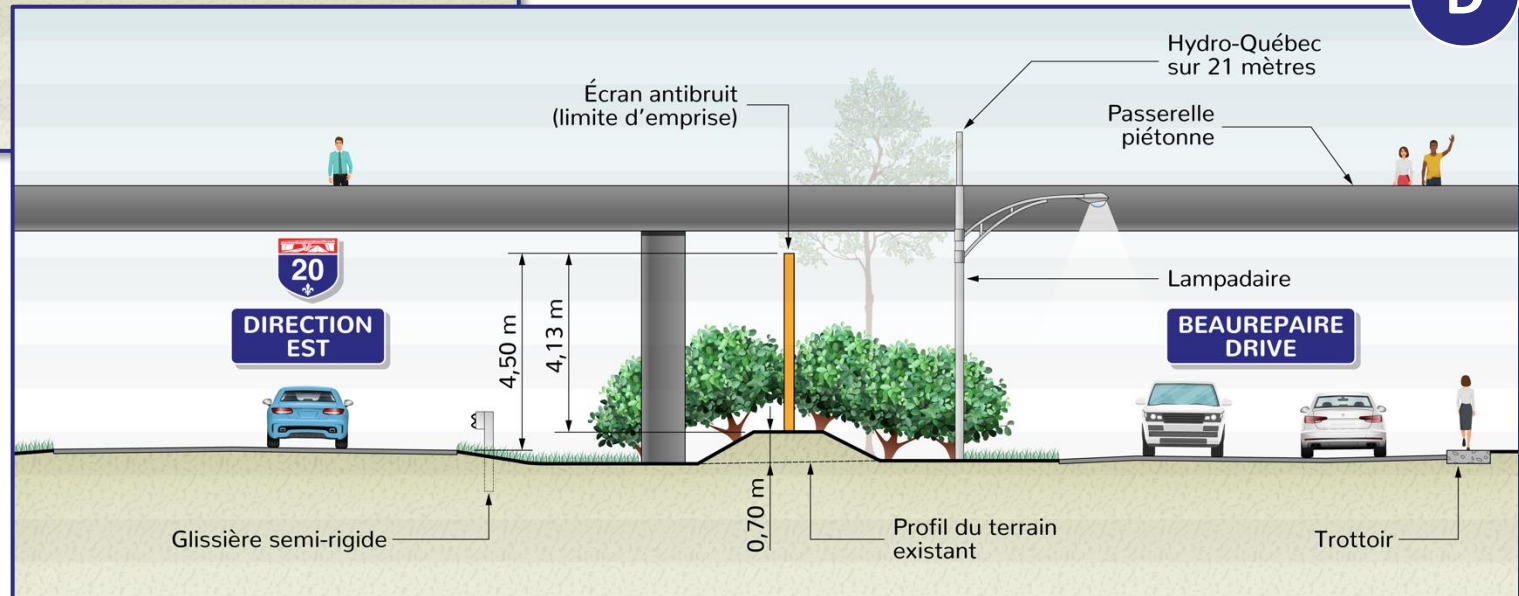 D
Hydro-Québec
sur 21 mètres
Écran antibruit
(limite d'emprise)
Passerelle
piétonne
20
DIRECTION
EST
4,50 m
4,13 m
Lampadaire
BEAUREPAIRE
DRIVE
0,70 m
Glissière semi-rigide
Profil du terrain
existant
Trottoir